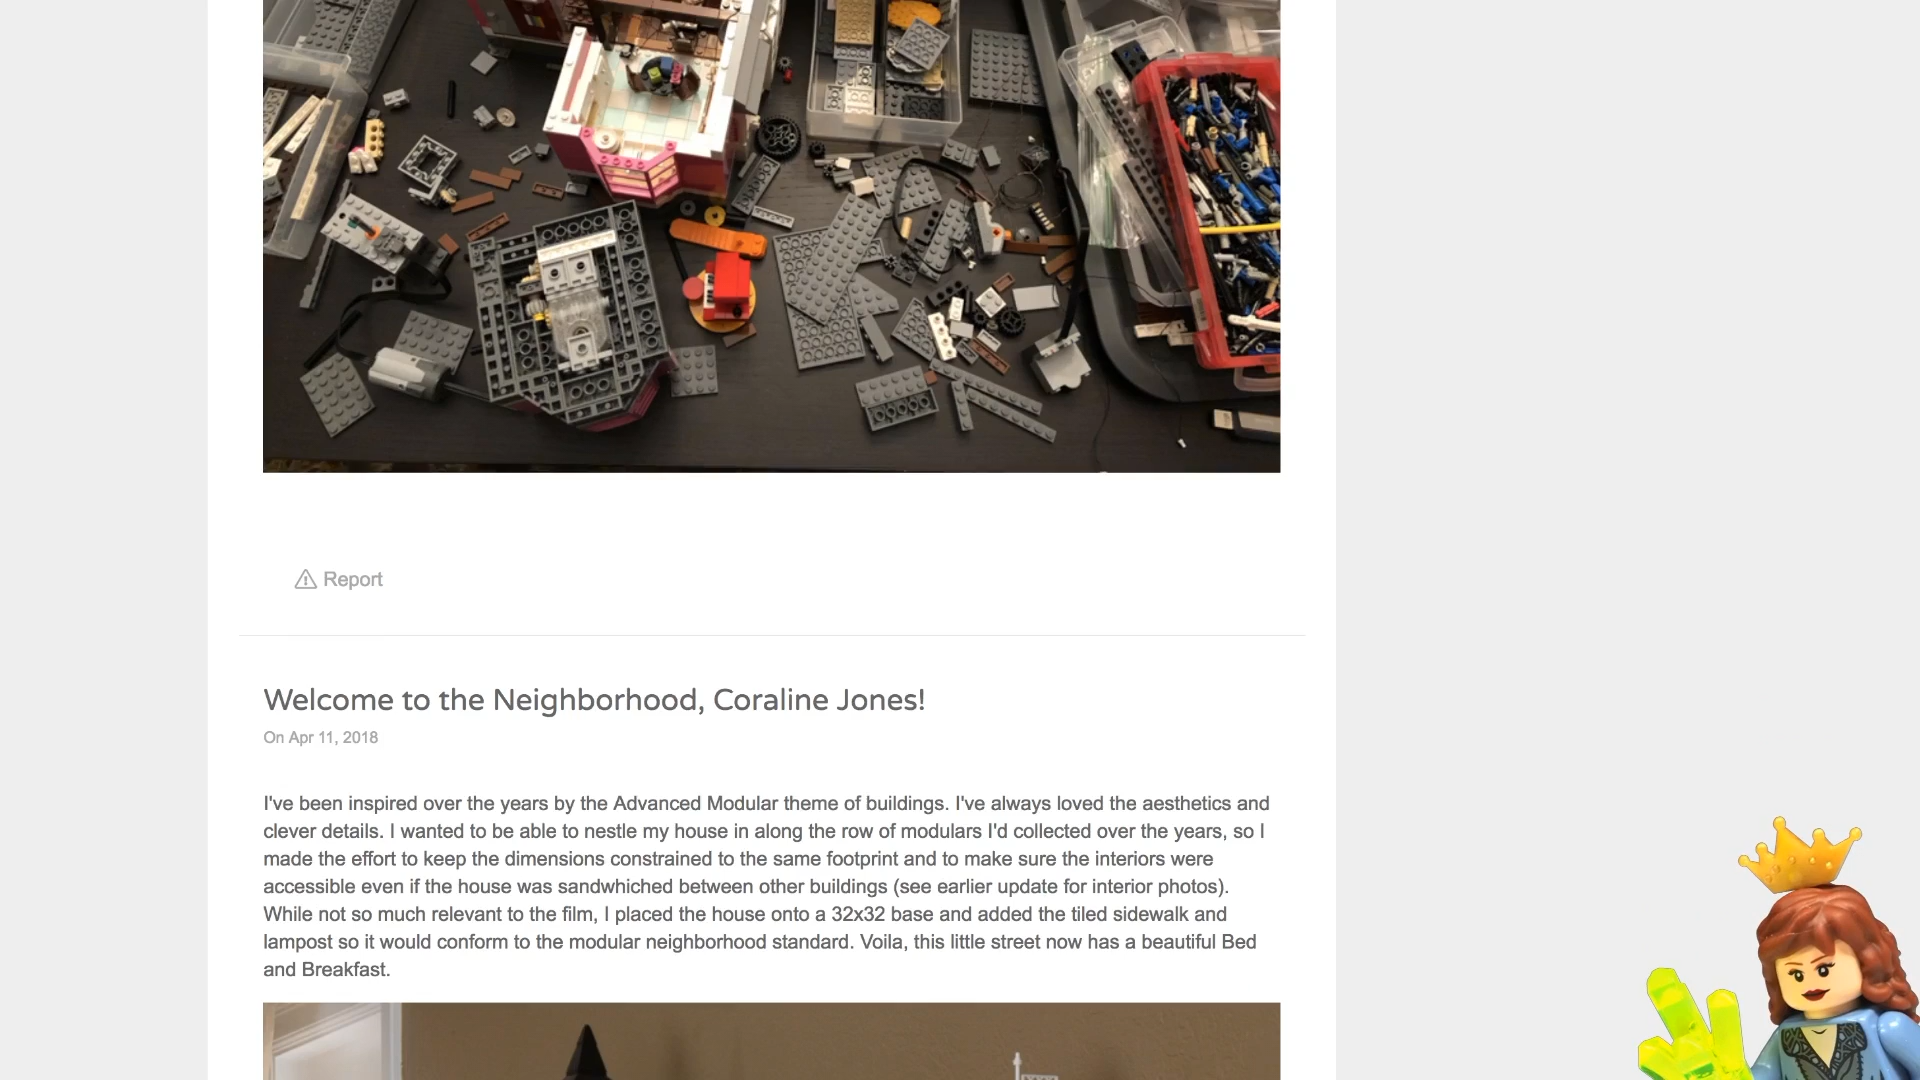 Report
Welcome to the Neighborhood, Coraline Jones!
On Apr 11, 2018
I've been inspired over the years by the Advanced Modular theme of buildings. I've always loved the aesthetics and
clever details. I wanted to be able to nestle my house in along the row of modulars I'd collected over the years, so I
made the effort to keep the dimensions constrained to the same footprint and to make sure the interiors were
accessible even if the house was sandwhiched between other buildings (see earlier update for interior photos).
While not so much relevant to the film, I placed the house onto a 32x32 base and added the tiled sidewalk and
lampost so it would conform to the modular neighborhood standard. Voila, this little street now has a beautiful Bed
and Breakfast.